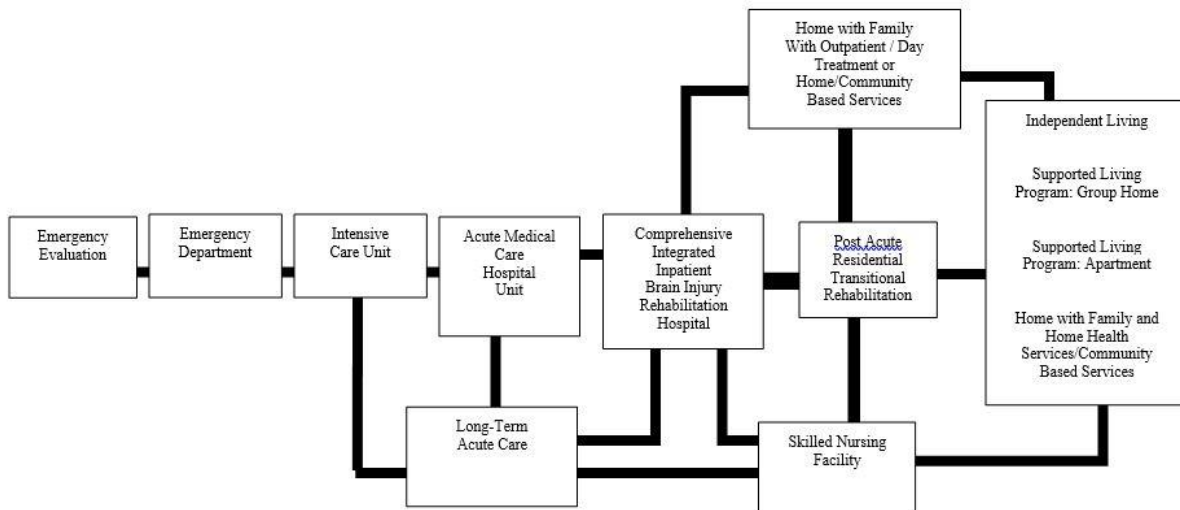 Home with Family
With Outpatient / Day
Treatment or
Home/Community
Based Services
Independent Living
Supported Living
Program: Group Home
Supported Living
Program: Apartment
Home with Family and
Home Health
Services/Community
Based Services
Emergency
Evaluation
Emergency
Department
Intensive
Care Unit
Acute Medical
Care
Hospital
Unit
Comprehensive
Integrated
Inpatient
Brain Injury
Rehabilitation
Hospital
Post Acute
Residential
Transitional
Rehabilitation
Long-Term
Acute Care
Skilled Nursing
Facility